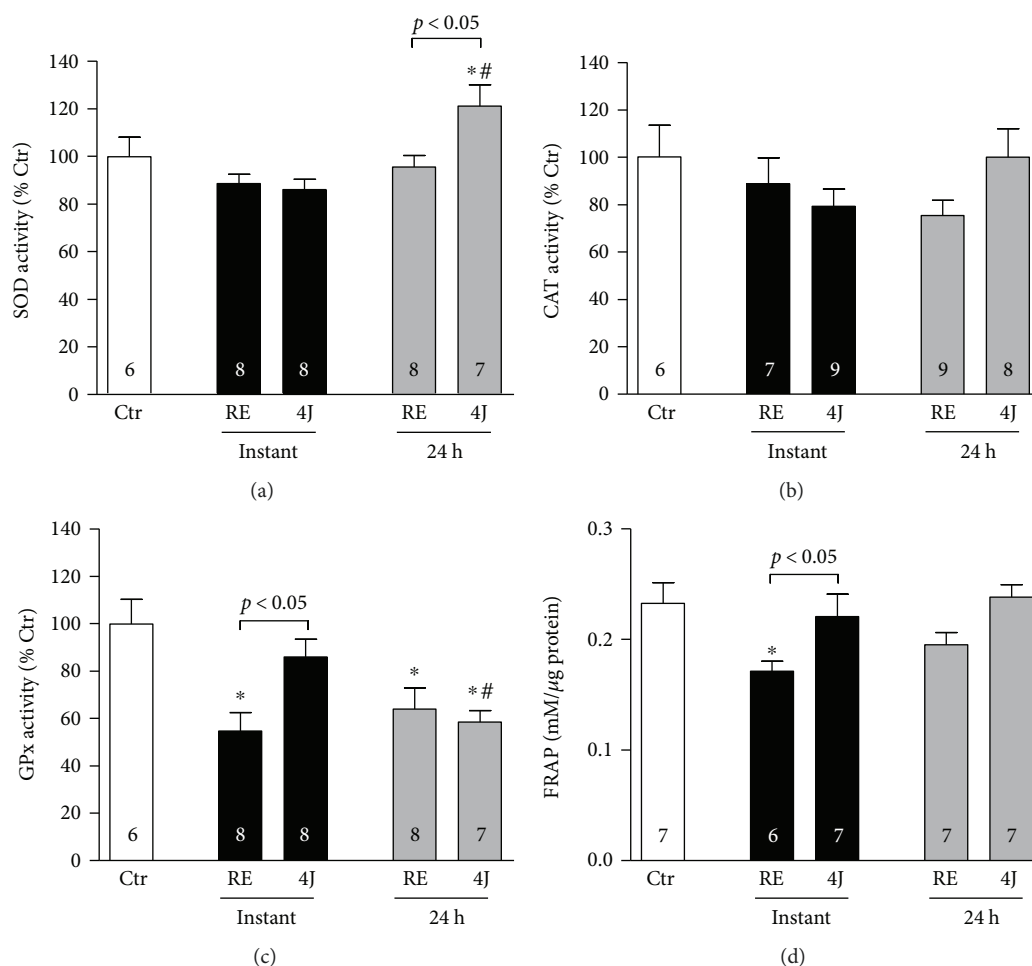 p < 0.05
140
120
100
80
60
40
20
0
SOD activity (% Ctr)
*#
6
8
8
8
7
Ctr
RE
4J
RE
4J
Instant
24 h
(a)
140
120
100
80
60
40
20
0
CAT activity (% Ctr)
6
7
9
9
8
Ctr
RE
4J
RE
4J
Instant
24 h
(b)
140
120
100
80
60
40
20
0
GPx activity (% Ctr)
p < 0.05
*
*
*#
6
8
8
8
7
Ctr
RE
4J
RE
4J
Instant
24 h
(c)
0.3
0.2
0.1
0.0
FRAP (mM/μg protein)
p < 0.05
*
7
6
7
7
7
Ctr
RE
4J
RE
4J
Instant
24 h
(d)